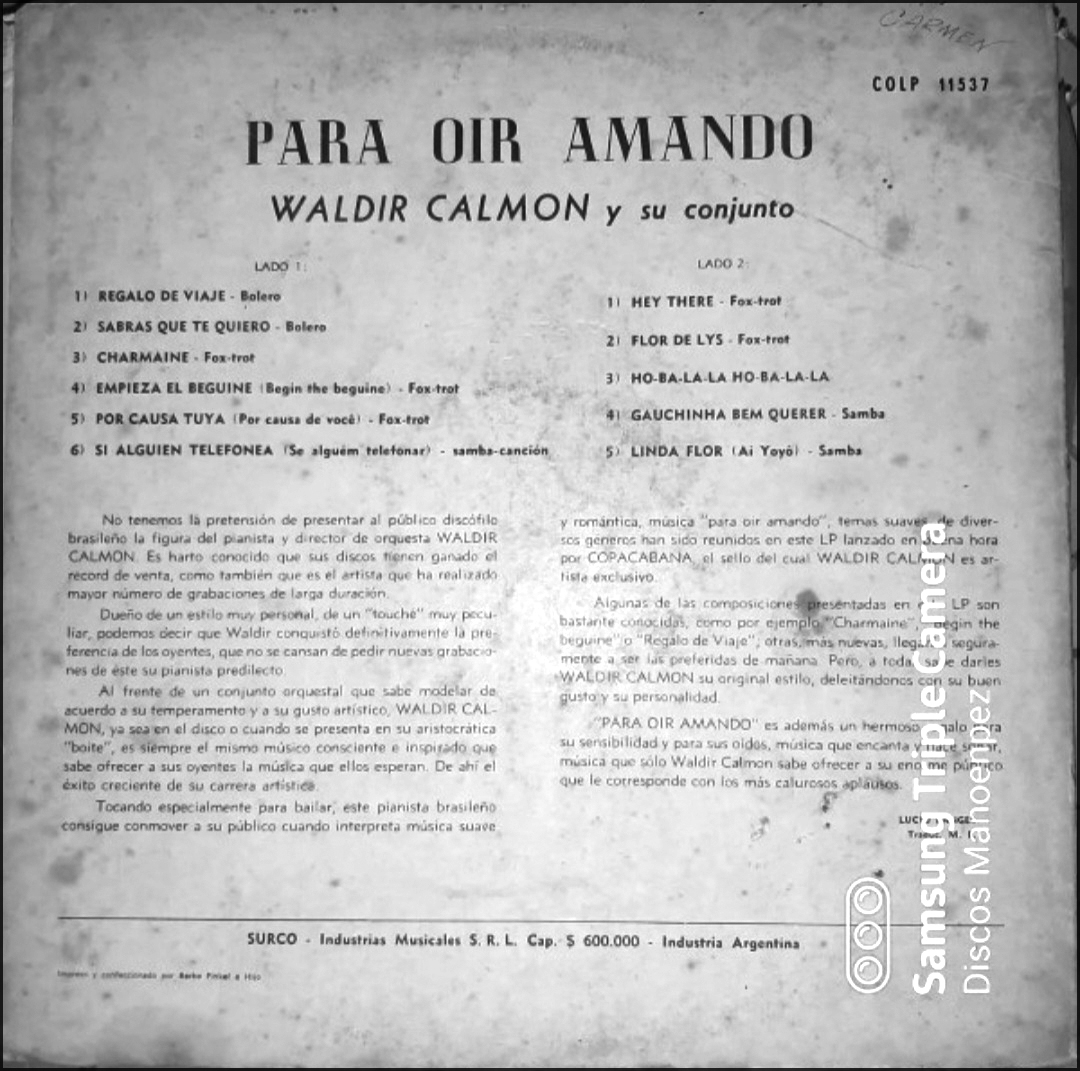 CARMEN
COLP 11537
PARA OIR AMANDO
WALDIR CALMON y su conjunto
LADO 1:
1) REGALO DE VIAJE - Bolero
2) SABRAS QUE TE QUIERO - Bolero
3) CHARMAINE - Fox-trot
4) EMPIEZA EL BEGUINE (Begin the beguine) - Fox-trot
5) POR CAUSA TUYA (Por causa de você) - Fox-trot
6) SI ALGUIEN TELEFONEA (Se alguém telefonar) - samba-canción
LADO 2:
1) HEY THERE - Fox-trot
2) FLOR DE LYS - Fox-trot
3) HO-BA-LA-LA HO-BA-LA-LA
4) GAUCHINHA BEM QUERER - Samba
5) LINDA FLOR (Ai Yoyô) - Samba
No tenemos la pretensión de presentar al público discófilo
brasileño la figura del pianista y director de orquesta WALDIR
CALMON. Es harto conocido que sus discos tienen ganado el
record de venta, como también que es el artista que ha realizado
mayor número de grabaciones de larga duración.
Dueño de un estilo muy personal, de un "touché" muy pecu-
liar, podemos decir que Waldir conquistó definitivamente la pre-
ferencia de los oyentes, que no se cansan de pedir nuevas grabacio-
nes de éste su pianista predilecto.
Al frente de un conjunto orquestal que sabe modelar de
acuerdo a su temperamento y a su gusto artístico, WALDIR CAL-
MON, ya sea en el disco o cuando se presenta en su aristocrática
"boite", es siempre el mismo músico consciente e inspirado que
sabe ofrecer a sus oyentes la música que ellos esperan. De ahí el
éxito creciente de su carrera artística.
Tocando especialmente para bailar, este pianista brasileño
consigue conmover a su público cuando interpreta música suave
y romántica, música "para oir amando", temas suaves de diver-
sos géneros han sido reunidos en este LP lanzado en hora
por COPACABANA, el sello del cual WALDIR CALMON es ar-
tista exclusivo.
Algunas de las composiciones presentadas en LP son
bastante conocidas, como por ejemplo "Charmaine", "Begin the
beguine" o "Regalo de Viaje"; otras, más nuevas, segura-
mente a ser las preferidas de mañana. Pero, a todas sabe darles
WALDIR CALMON su original estilo, deleitándonos con su buen
gusto y su personalidad.
"PARA OIR AMANDO" es además un hermoso para
su sensibilidad y para sus oídos, música que encanta y hace soñar,
música que sólo Waldir Calmon sabe ofrecer a su enorme público
que le corresponde con los más calurosos aplausos.
SURCO - Industrias Musicales S. R. L. Cap. $ 600.000 - Industria Argentina
Impreso y confeccionado por
Samsung Triple Camera
Discos Manoenpez